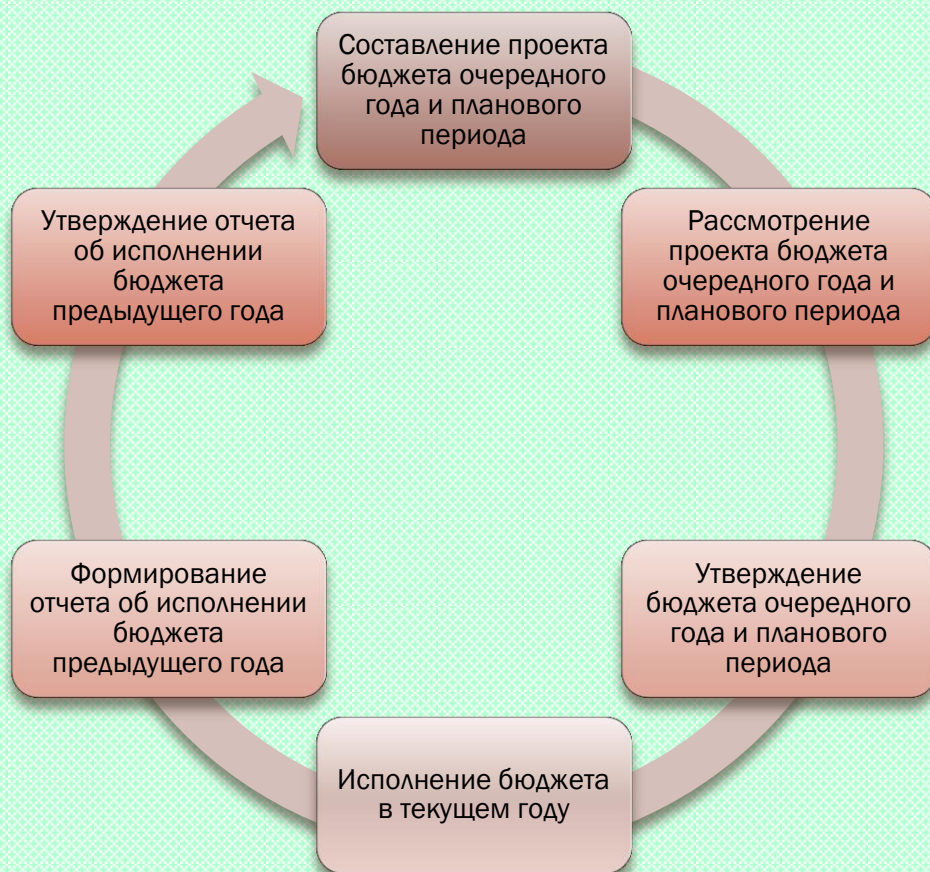 Составление проекта
бюджета очередного
года и планового
периода
Рассмотрение
проекта бюджета
очередного года и
планового периода
Утверждение
бюджета очередного
года и планового
периода
Исполнение бюджета
в текущем году
Формирование
отчета об исполнении
бюджета
предыдущего года
Утверждение отчета
об исполнении
бюджета
предыдущего года